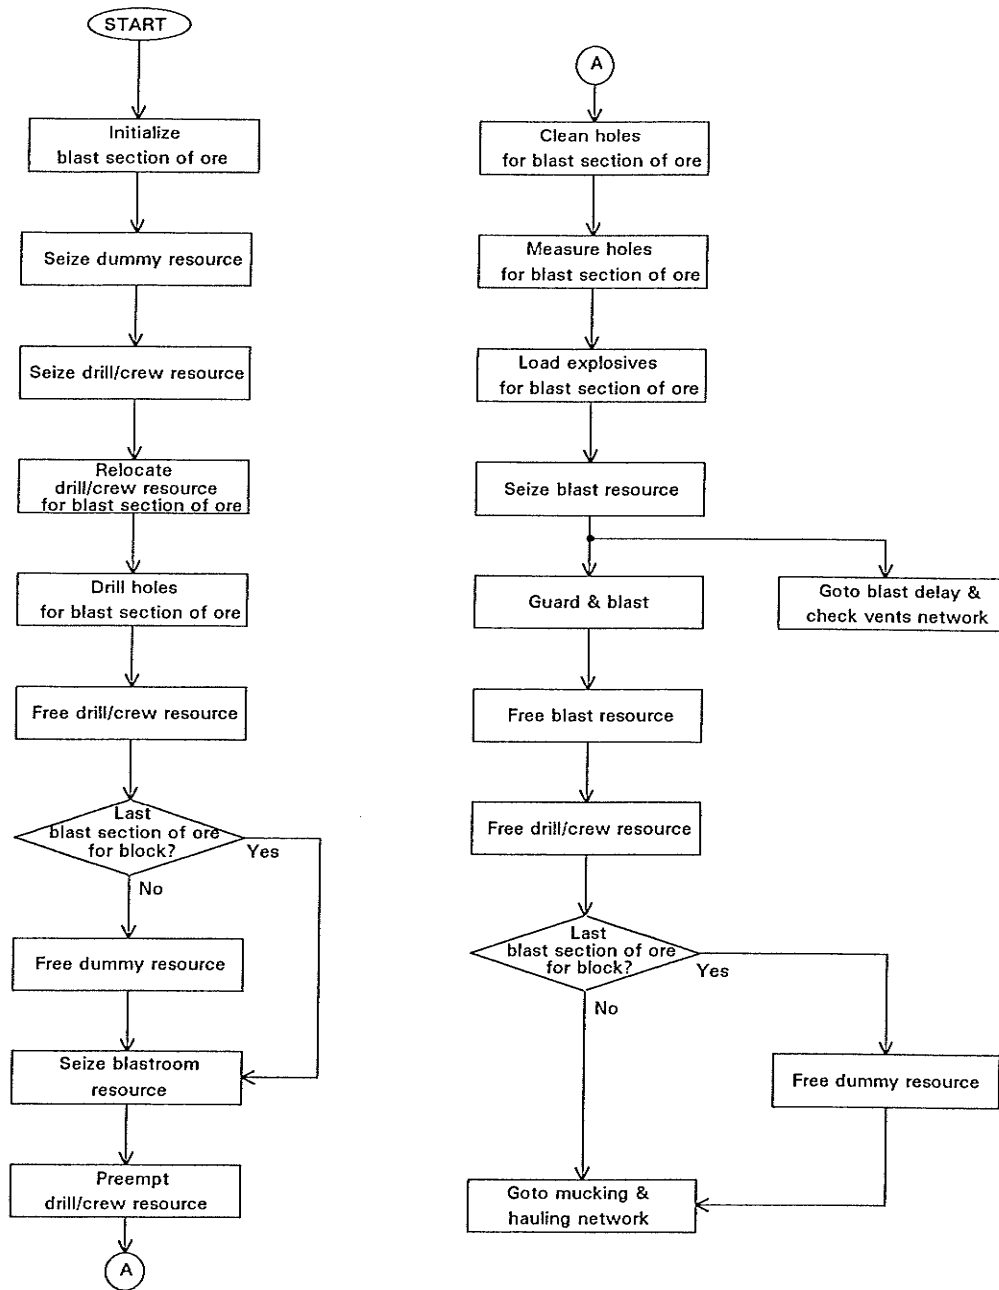 START
Initialize
blast section of ore
Seize dummy resource
Seize drill/crew resource
Relocate
drill/crew resource
for blast section of ore
Drill holes
for blast section of ore
Free drill/crew resource
Last
blast section of ore
for block?
Yes
No
Free dummy resource
Seize blastroom
resource
Preempt
drill/crew resource
A
A
Clean holes
for blast section of ore
Measure holes
for blast section of ore
Load explosives
for blast section of ore
Seize blast resource
Guard & blast
Goto blast delay &
check vents network
Free blast resource
Free drill/crew resource
Last
blast section of ore
for block?
Yes
No
Free dummy resource
Goto mucking &
hauling network